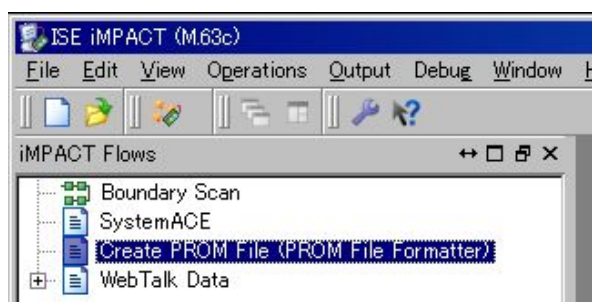 ISE iMPACT (M.63c)
File Edit View Operations Output Debug Window H
iMPACT Flows
Boundary Scan
SystemACE
Create PROM File (PROM File Formatter)
WebTalk Data